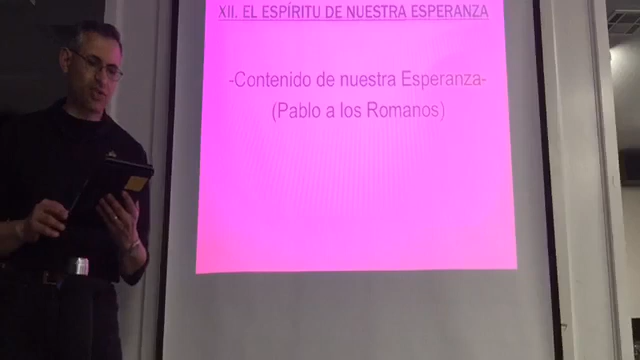 XII. EL ESPÍRITU DE NUESTRA ESPERANZA
-Contenido de nuestra Esperanza-
(Pablo a los Romanos)